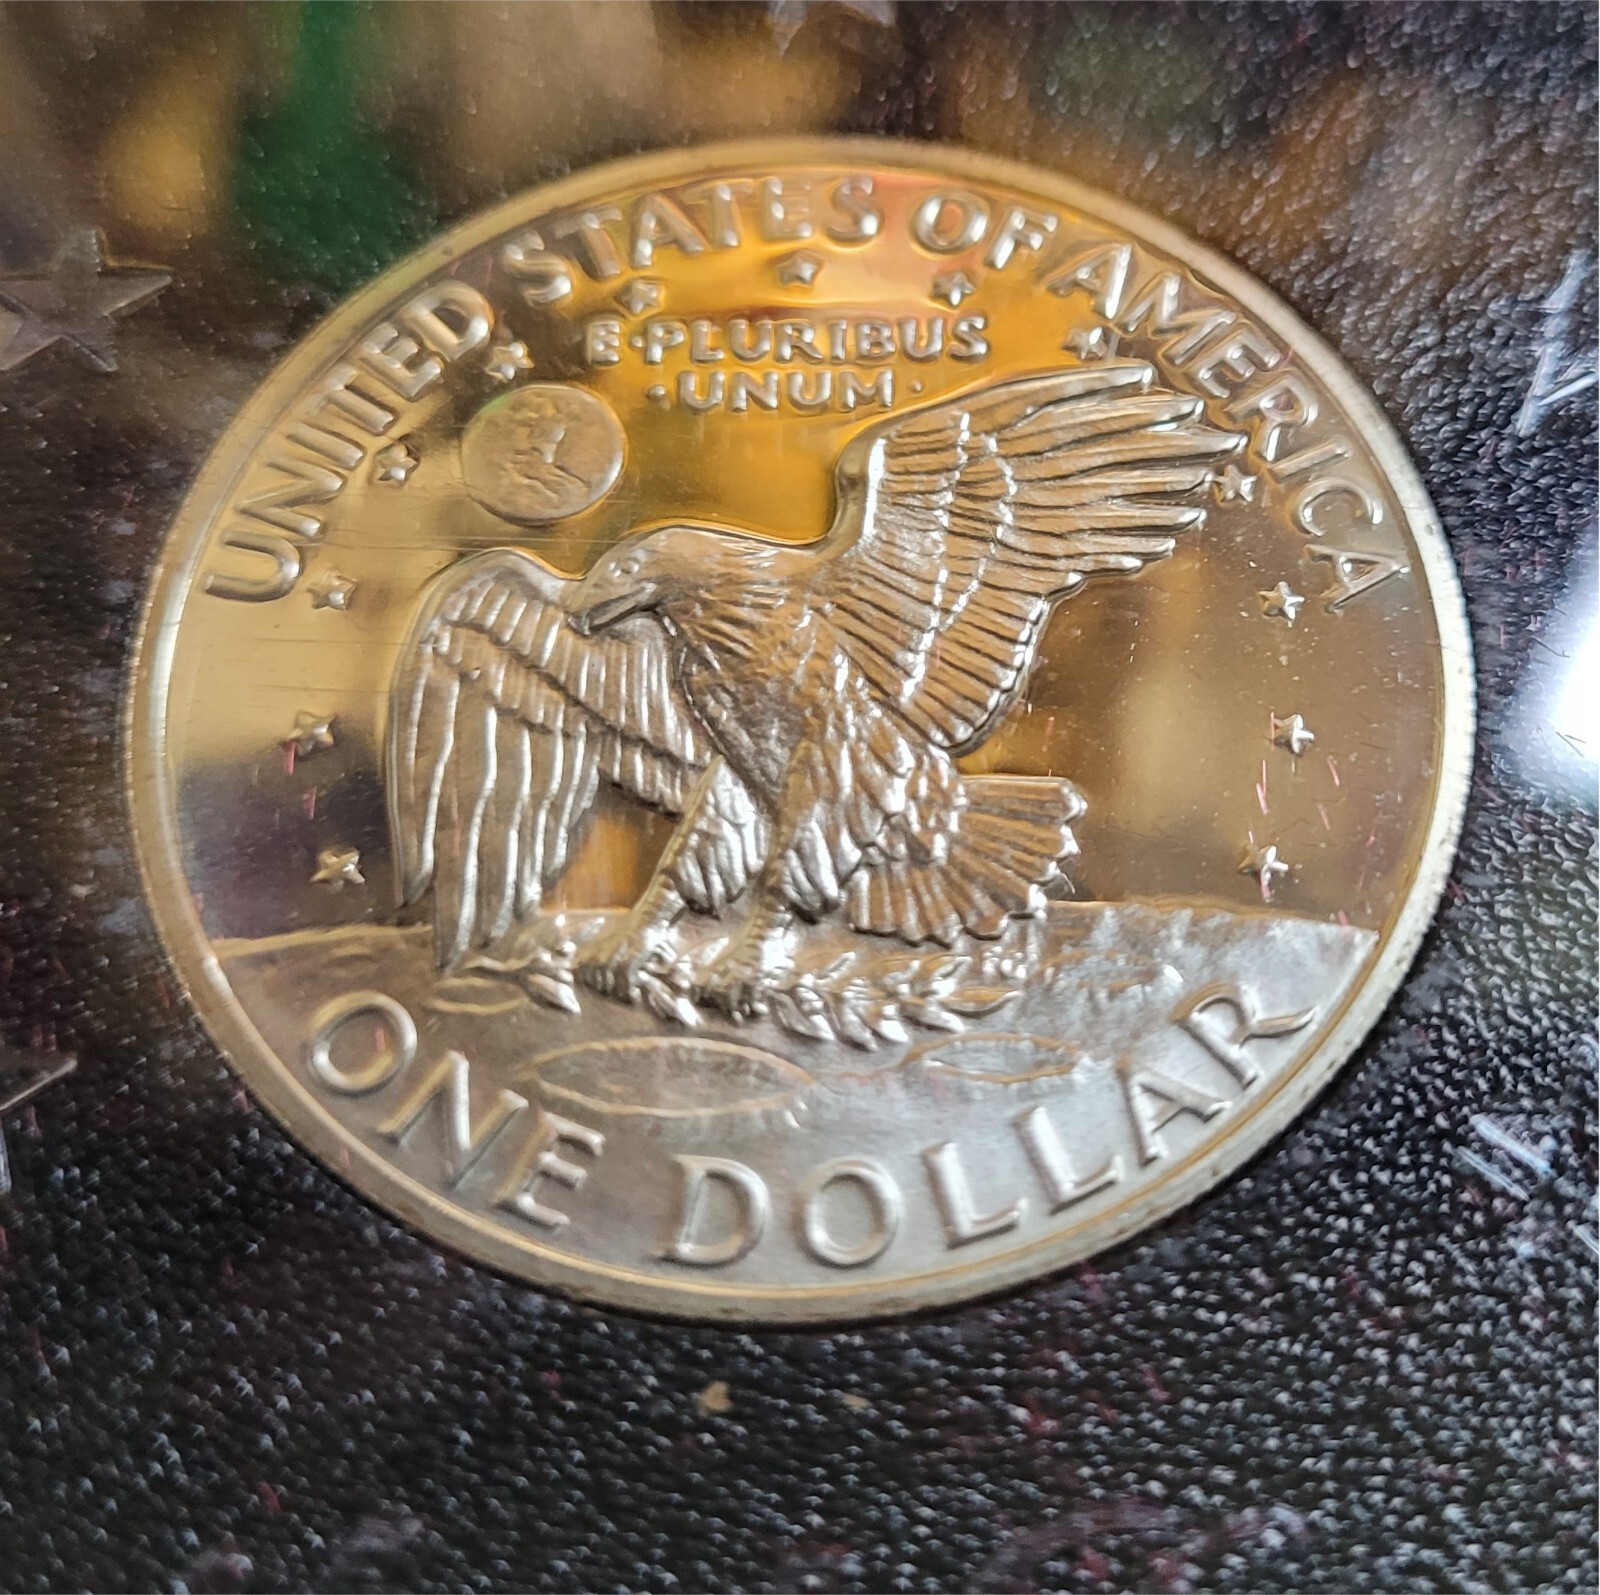 UNITED STATES OF AMERICA
E·PLURIBUS
·UNUM·
ONE DOLLAR